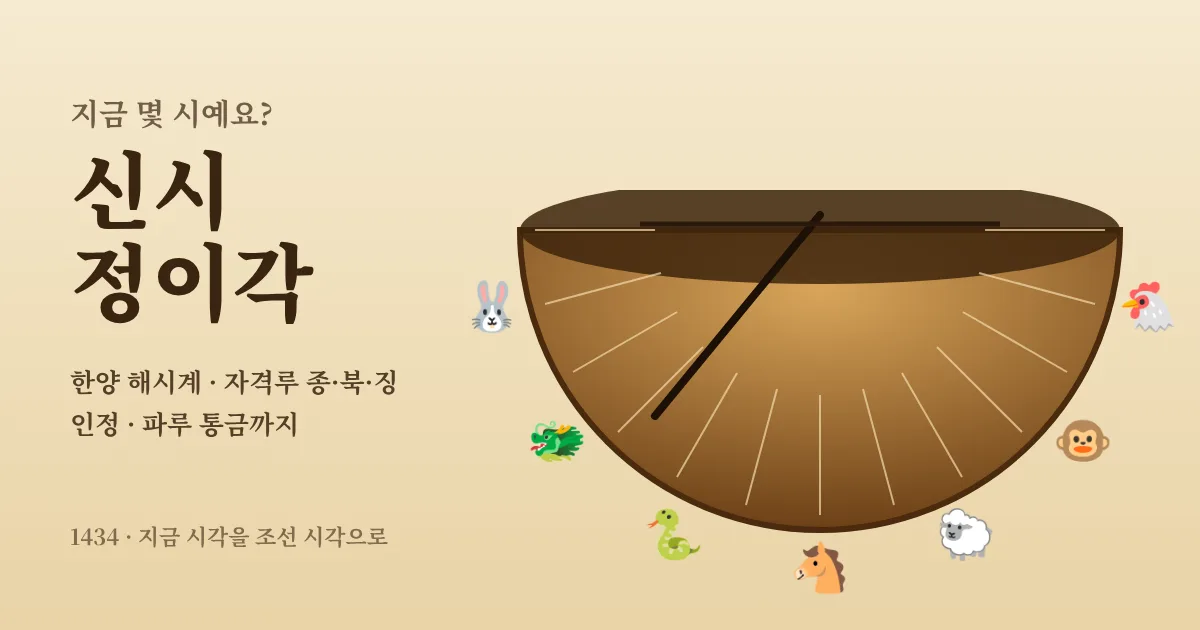 지금 몇 시예요?
신시
정이각
한양 해시계 · 자격루 종·북·징
인정 · 파루 통금까지
1434 · 지금 시각을 조선 시각으로